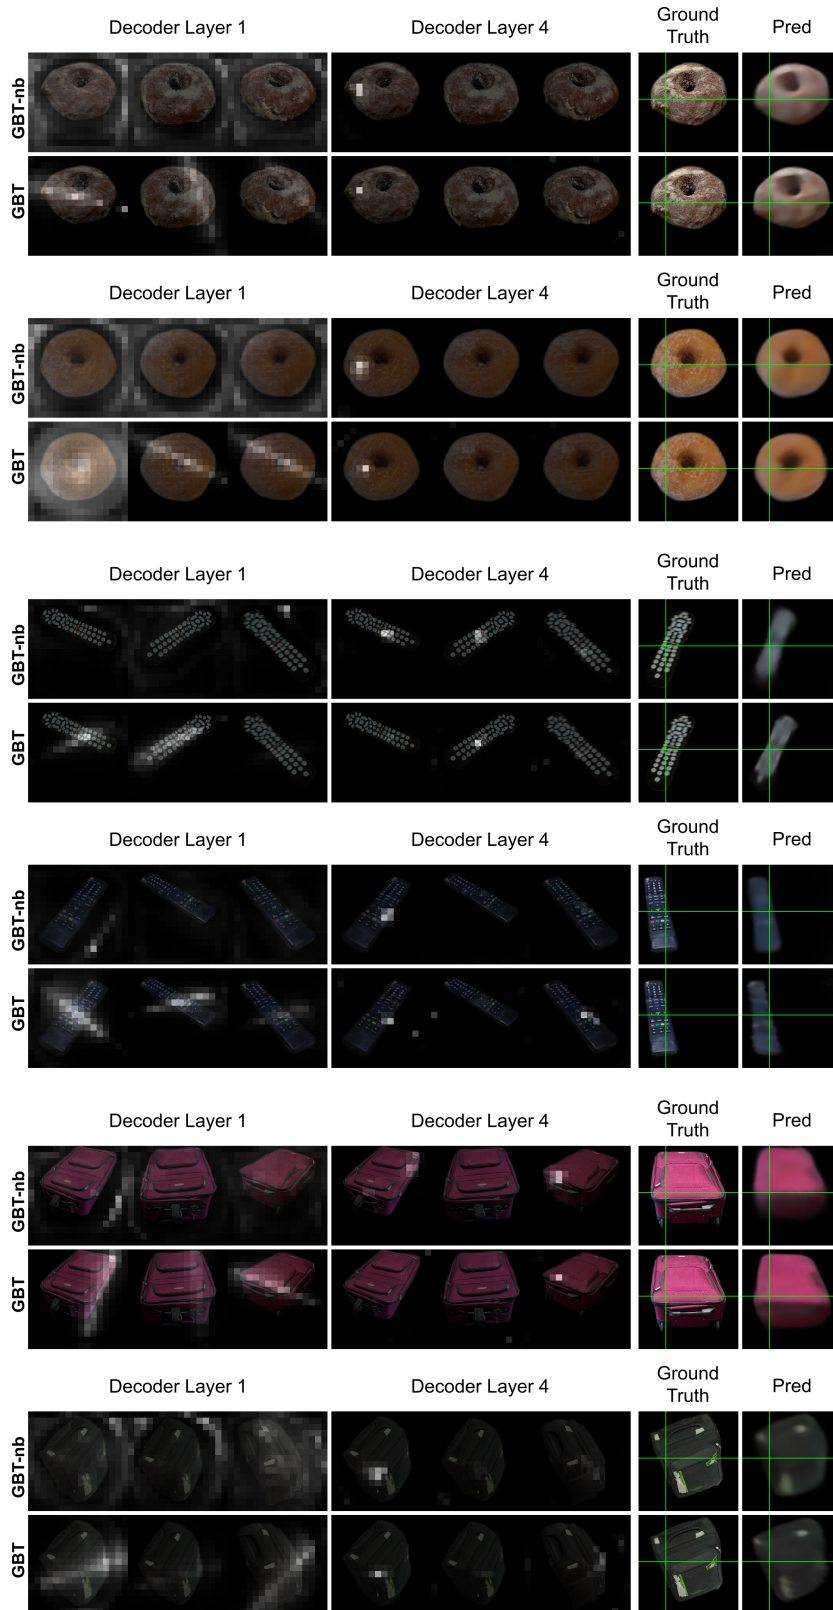 Decoder Layer 1 Decoder Layer 4 Ground Truth Pred
GBT-nb
GBT
Decoder Layer 1 Decoder Layer 4 Ground Truth Pred
GBT-nb
GBT
Decoder Layer 1 Decoder Layer 4 Ground Truth Pred
GBT-nb
GBT
Decoder Layer 1 Decoder Layer 4 Ground Truth Pred
GBT-nb
GBT
Decoder Layer 1 Decoder Layer 4 Ground Truth Pred
GBT-nb
GBT
Decoder Layer 1 Decoder Layer 4 Ground Truth Pred
GBT-nb
GBT